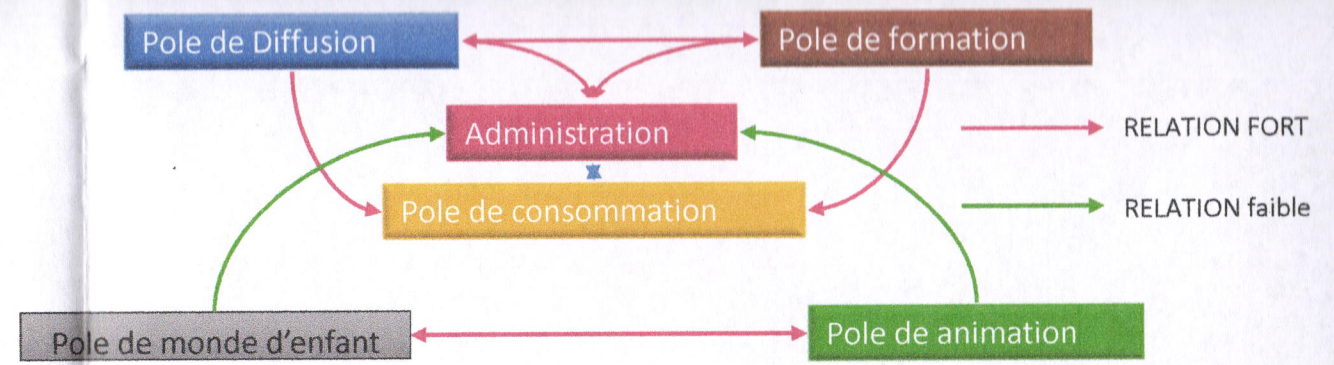 Pole de Diffusion
Pole de formation
Administration
RELATION FORT
Pole de consommation
RELATION faible
Pole de monde d'enfant
Pole de animation